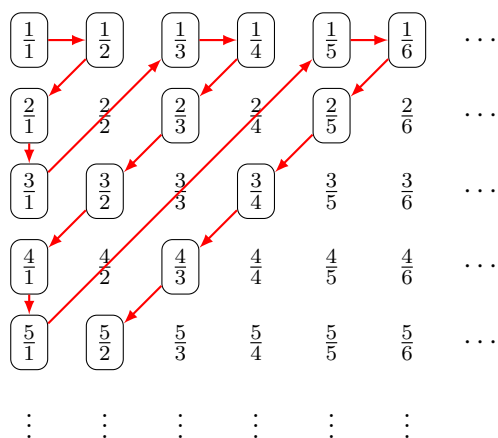 1/1 1/2 1/3 1/4 1/5 1/6 ⋯
2/1 2/2 2/3 2/4 2/5 2/6 ⋯
3/1 3/2 3/3 3/4 3/5 3/6 ⋯
4/1 4/2 4/3 4/4 4/5 4/6 ⋯
5/1 5/2 5/3 5/4 5/5 5/6 ⋯
⋮ ⋮ ⋮ ⋮ ⋮ ⋮